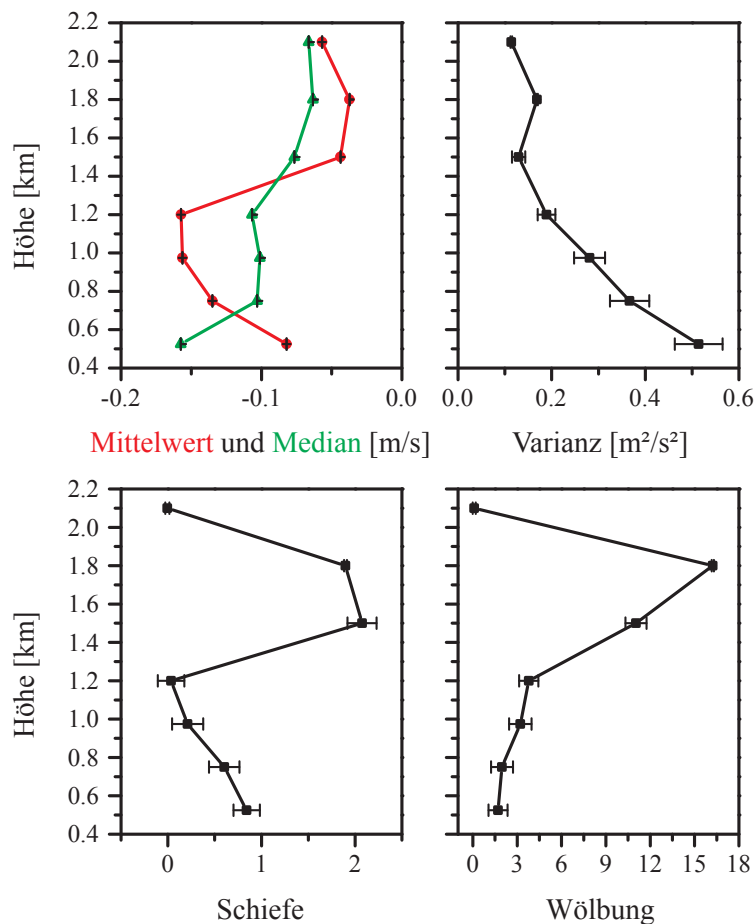 2.2
2.0
1.8
1.6
1.4
1.2
1.0
0.8
0.6
0.4
Höhe [km]
-0.2 -0.1 0.0
Mittelwert und Median [m/s]
0.0 0.2 0.4 0.6
Varianz [m²/s²]
2.2
2.0
1.8
1.6
1.4
1.2
1.0
0.8
0.6
0.4
Höhe [km]
0 1 2
Schiefe
0 3 6 9 12 15 18
Wölbung